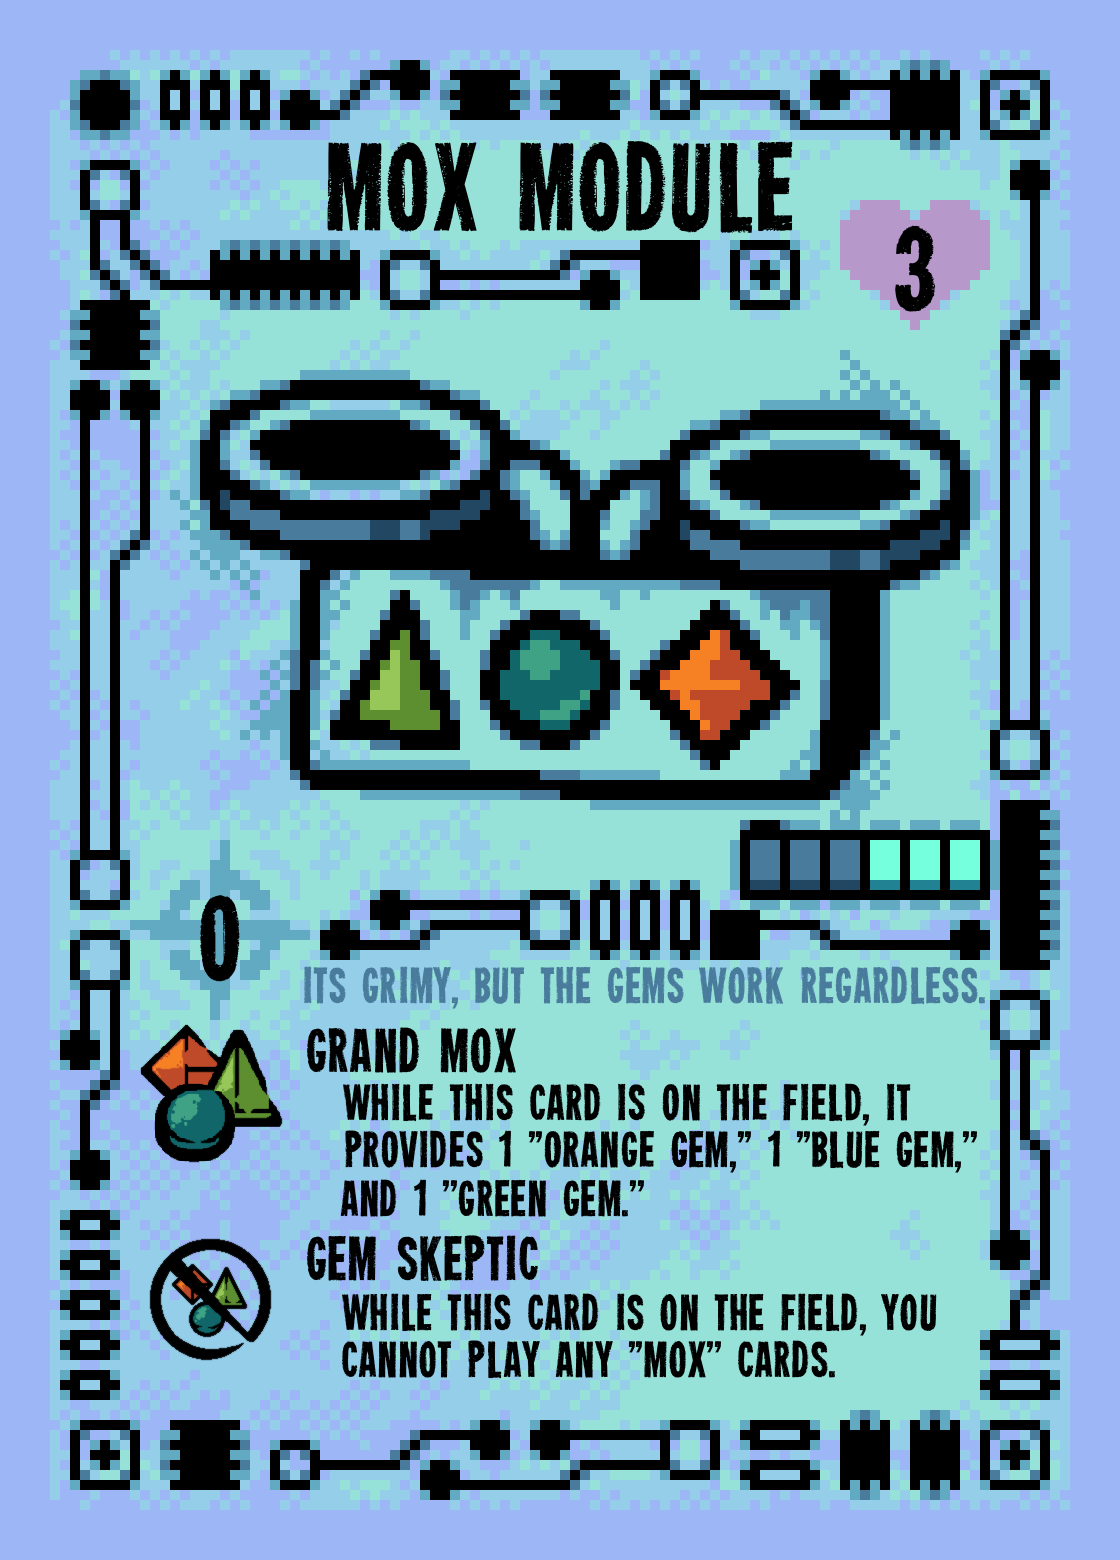 MOX MODULE
3
0
ITS GRIMY, BUT THE GEMS WORK REGARDLESS.
GRAND MOX
WHILE THIS CARD IS ON THE FIELD, IT
PROVIDES 1 "ORANGE GEM," 1 "BLUE GEM,"
AND 1 "GREEN GEM."
GEM SKEPTIC
WHILE THIS CARD IS ON THE FIELD, YOU
CANNOT PLAY ANY "MOX" CARDS.